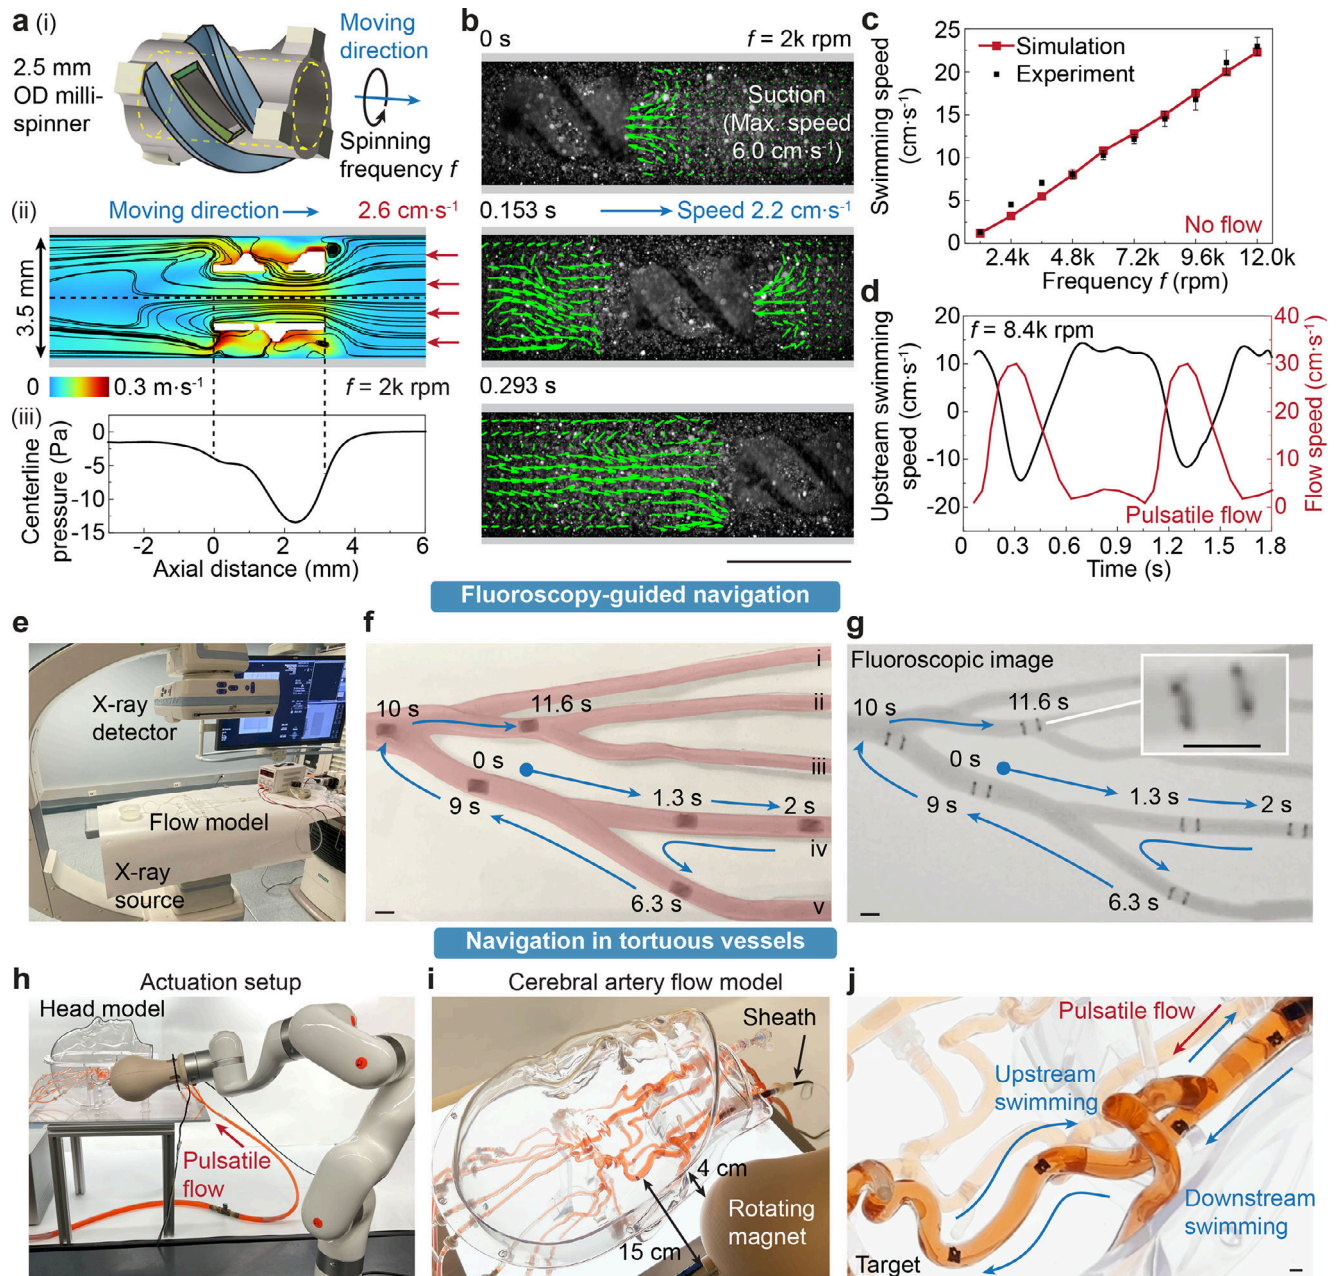 a (i)
2.5 mm
OD milli-
spinner
Moving
direction
Spinning
frequency f
(ii)
Moving direction
2.6 cm·s⁻¹
3.5 mm
0
0.3 m·s⁻¹
f = 2k rpm
(iii)
Centerline
pressure (Pa)
0
-5
-10
-15
-2
0
2
4
6
Axial distance (mm)
b
0 s
f = 2k rpm
Suction
(Max. speed
6.0 cm·s⁻¹)
0.153 s
Speed 2.2 cm·s⁻¹
0.293 s
c
Swimming speed
(cm·s⁻¹)
25
20
15
10
5
0
Simulation
Experiment
No flow
2.4k
4.8k
7.2k
9.6k
12.0k
Frequency f (rpm)
d
Upstream swimming
speed (cm·s⁻¹)
20
10
0
-10
-20
f = 8.4k rpm
Pulsatile flow
40
30
20
10
0
Flow speed (cm·s⁻¹)
0
0.3
0.6
0.9
1.2
1.5
1.8
Time (s)
Fluoroscopy-guided navigation
e
X-ray
detector
Flow model
X-ray
source
f
i
ii
iii
iv
v
10 s
11.6 s
0 s
1.3 s
2 s
9 s
6.3 s
g
Fluoroscopic image
10 s
11.6 s
0 s
1.3 s
2 s
9 s
6.3 s
Navigation in tortuous vessels
h
Actuation setup
Head model
Pulsatile
flow
i
Cerebral artery flow model
Sheath
4 cm
Rotating
magnet
15 cm
j
Pulsatile flow
Upstream
swimming
Downstream
swimming
Target